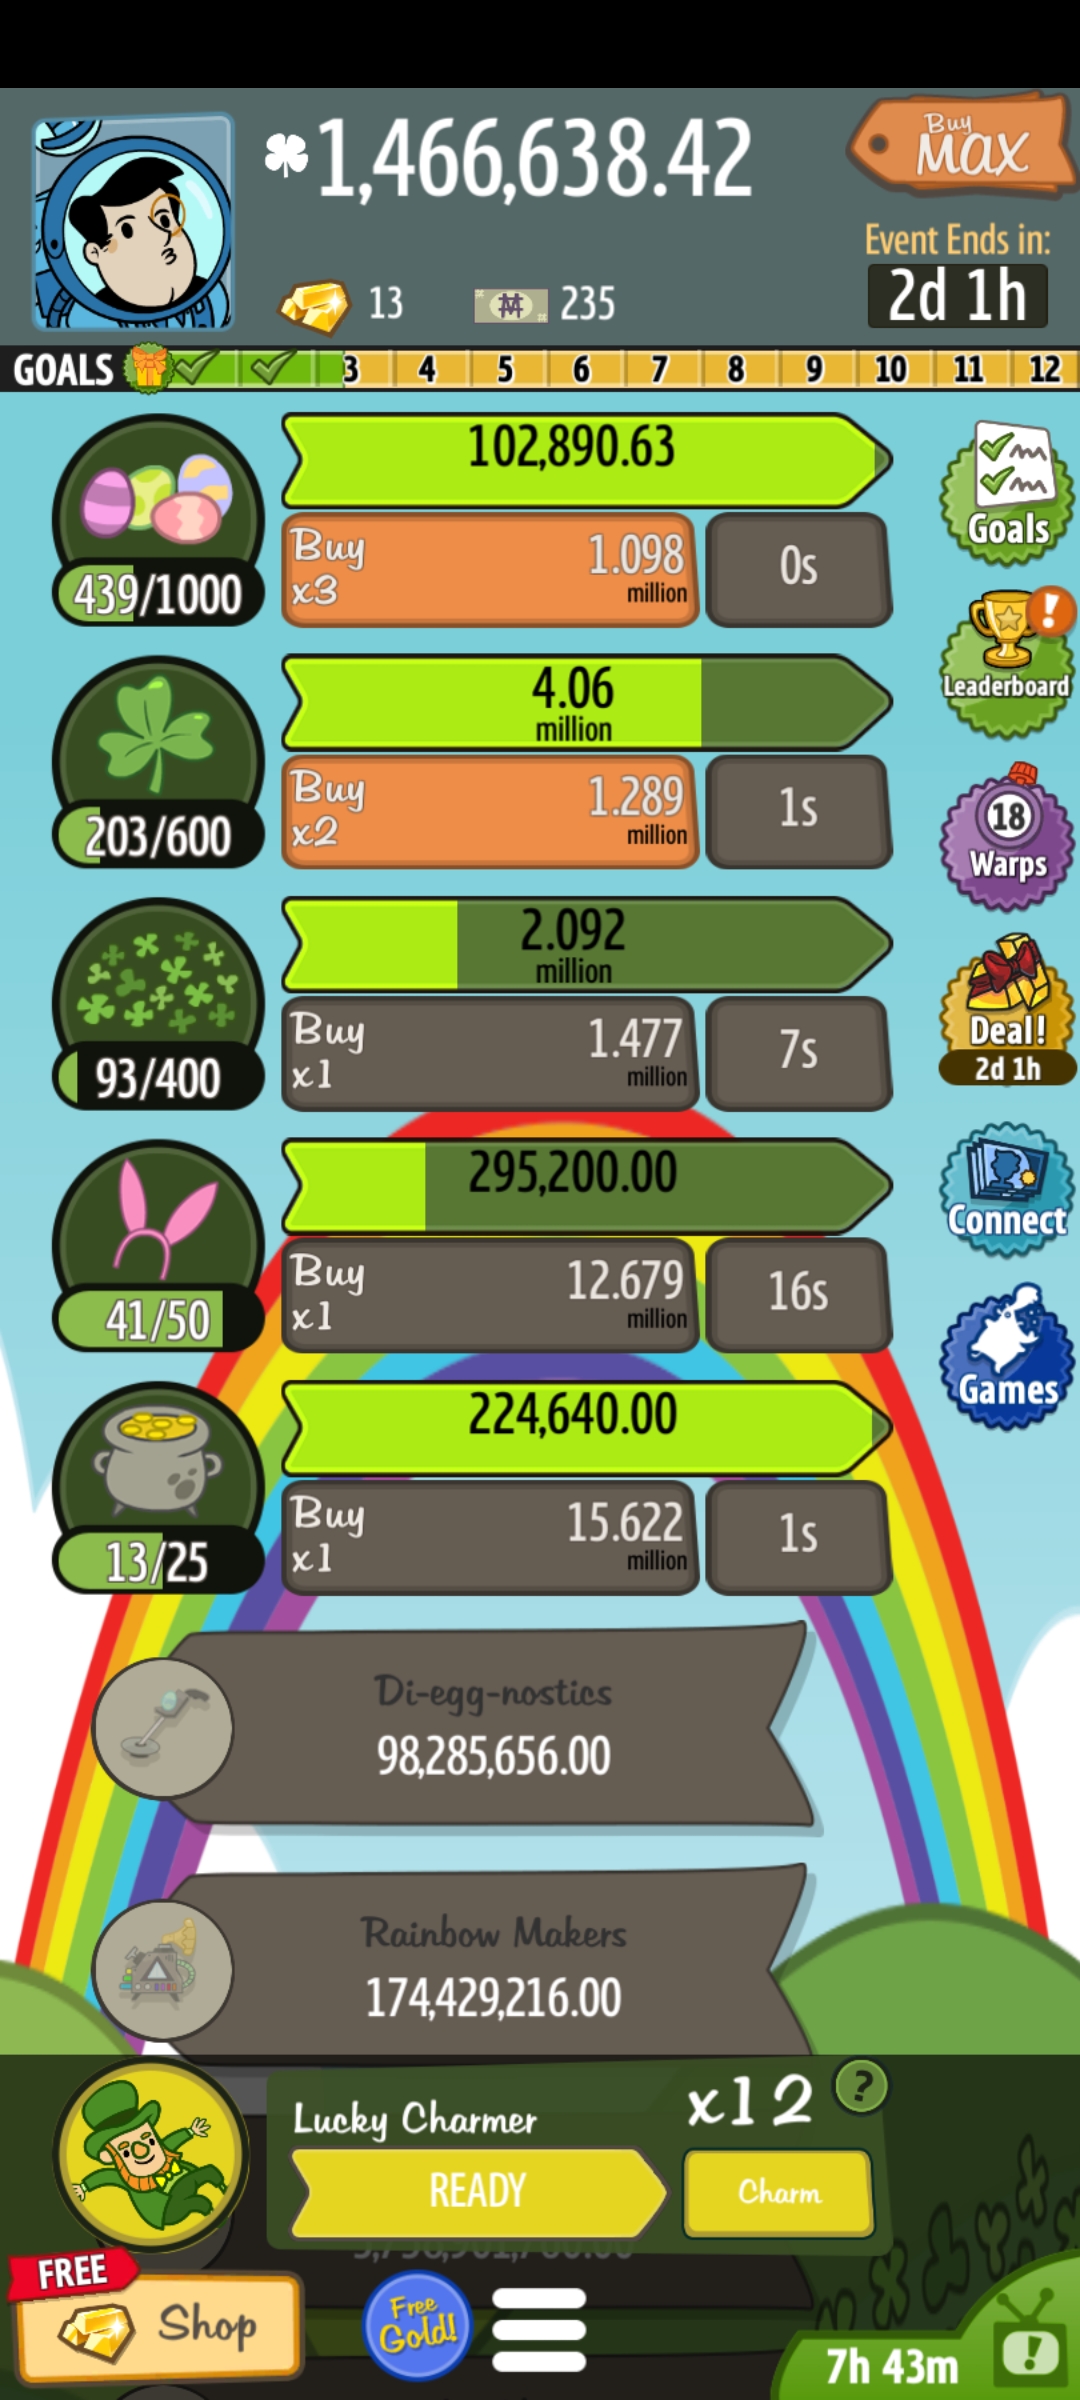 1,466,638.42
Buy
MAX
Event Ends in:
2d 1h
13
235
GOALS 3 4 5 6 7 8 9 10 11 12
102,890.63
439/1000
Buy
x3
1.098
million
0s
Goals
4.06
million
203/600
Buy
x2
1.289
million
1s
Leaderboard
18
Warps
2.092
million
93/400
Buy
x1
1.477
million
7s
Deal!
2d 1h
295,200.00
41/50
Buy
x1
12.679
million
16s
Connect
224,640.00
13/25
Buy
x1
15.622
million
1s
Games
Di-egg-nostics
98,285,656.00
Rainbow Makers
174,429,216.00
Lucky Charmer
x12
?
READY
Charm
FREE
Shop
Free
Gold!
7h 43m